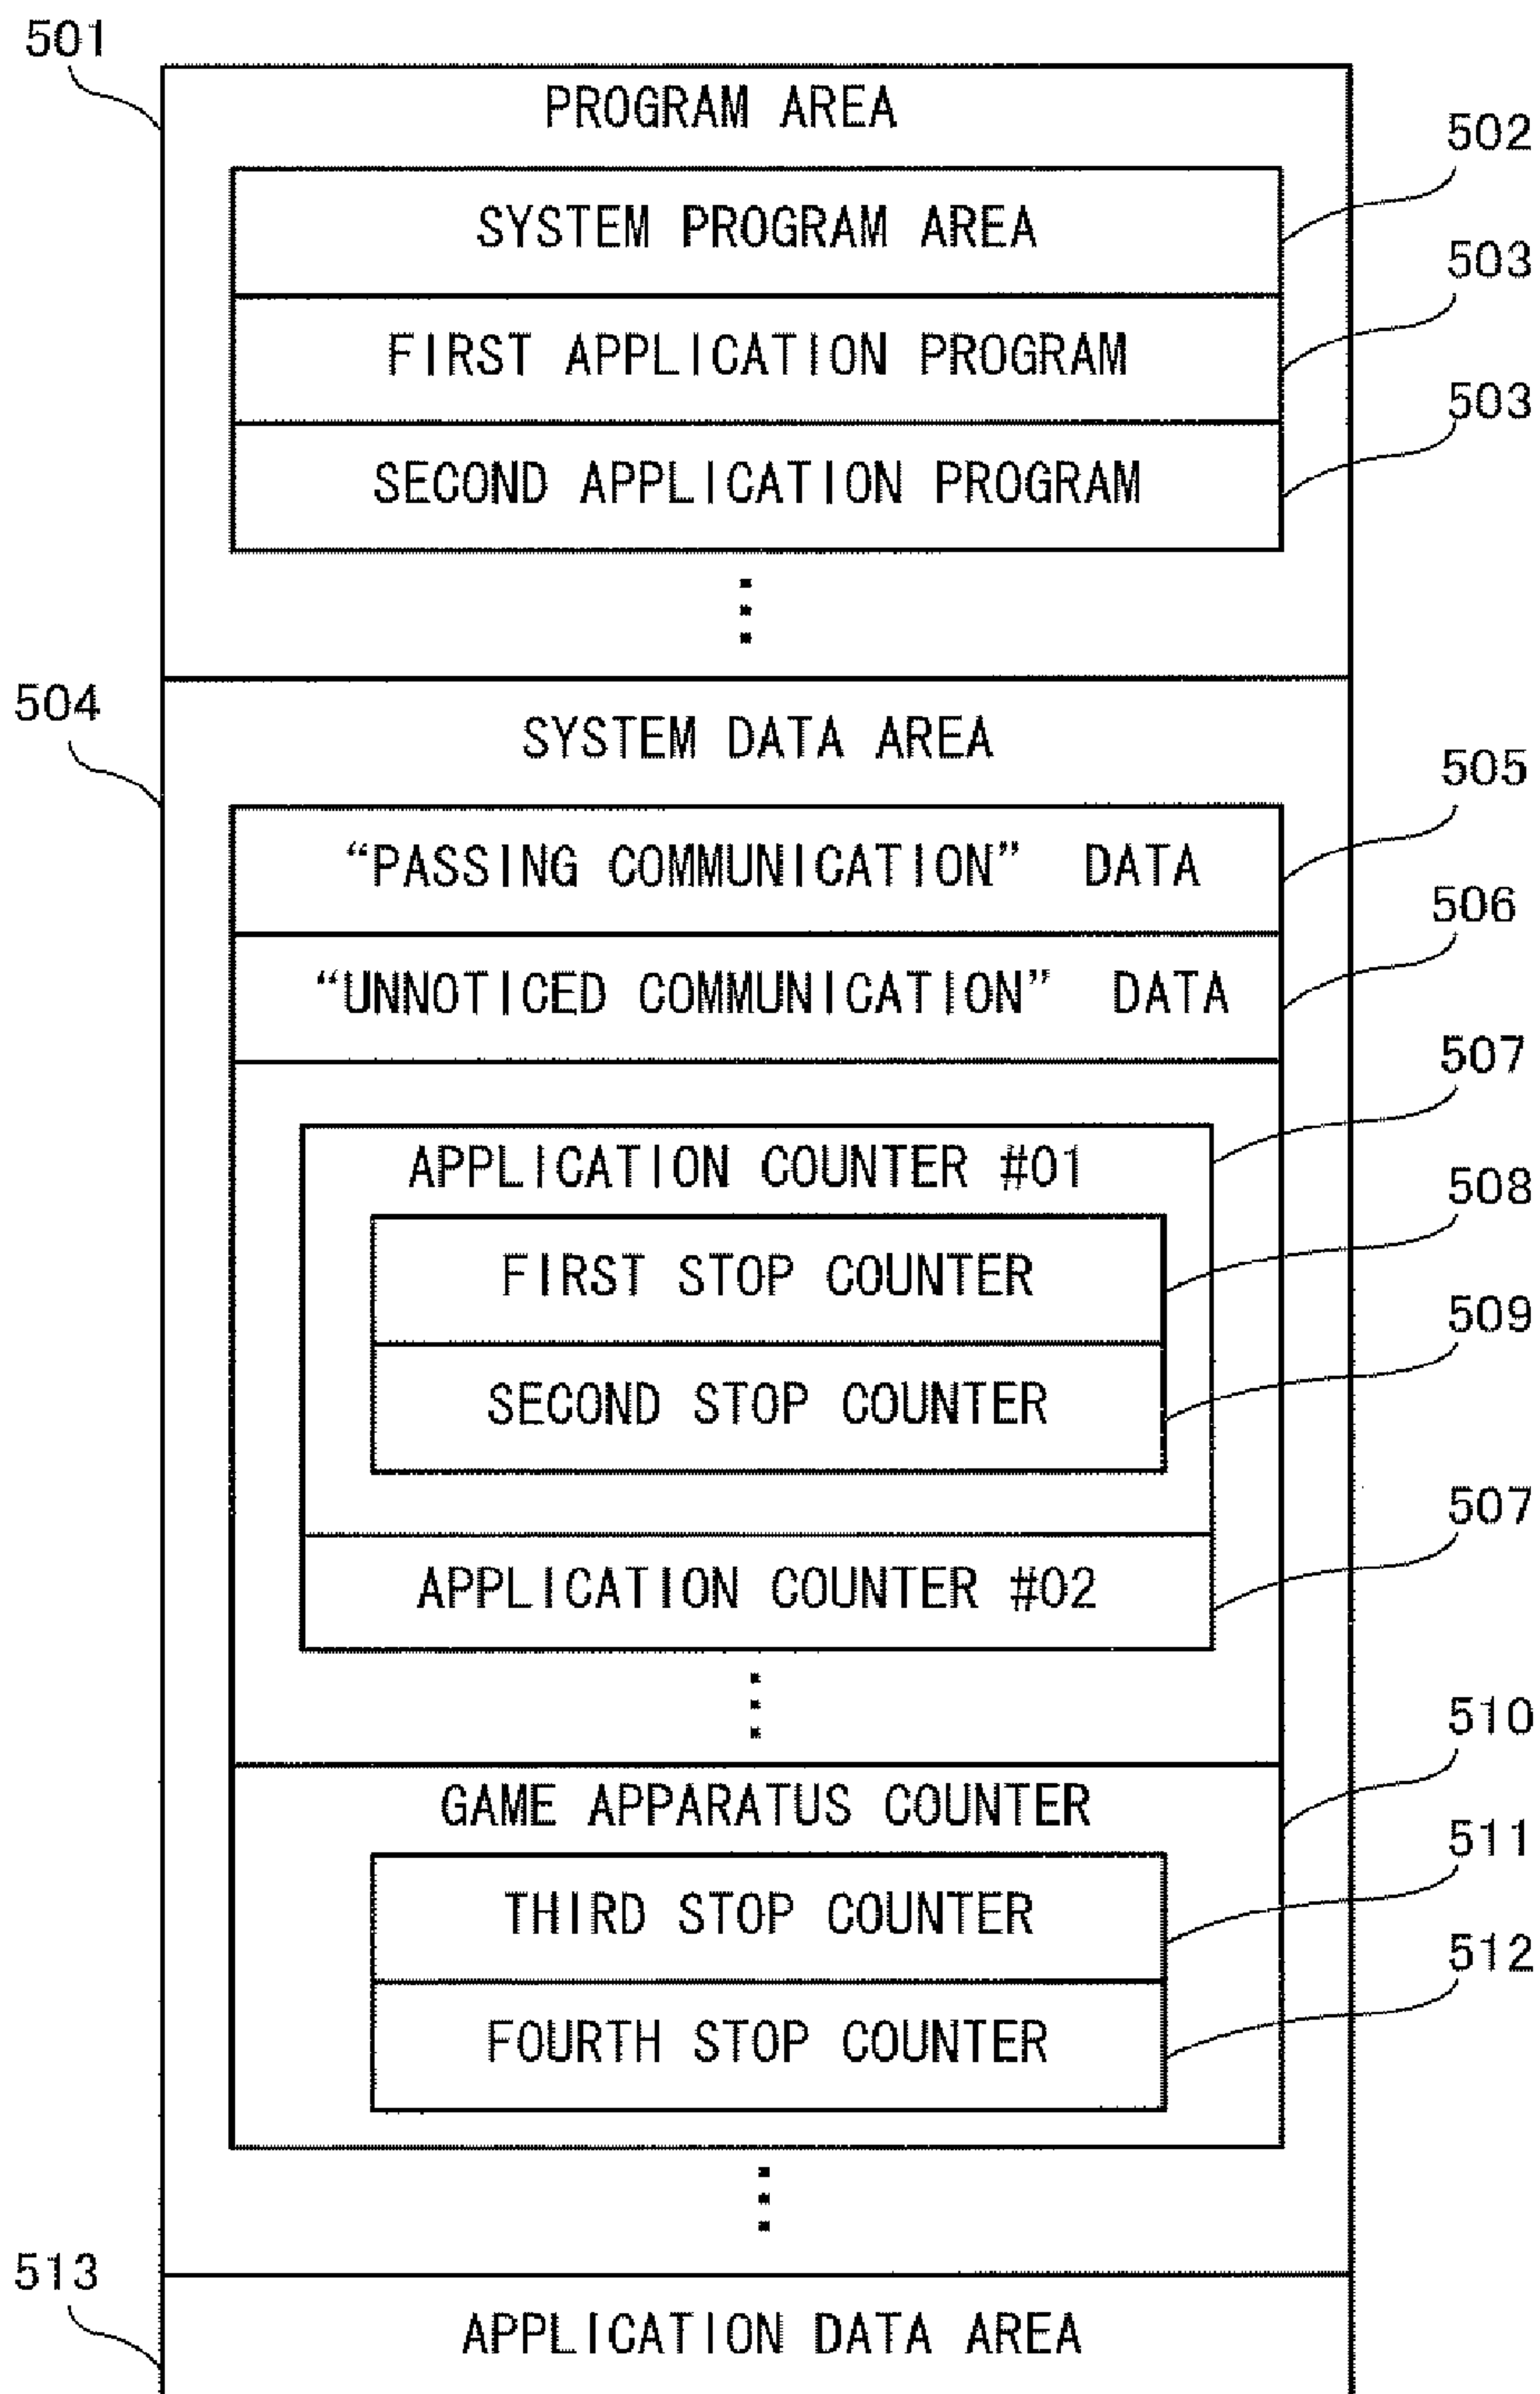 501
PROGRAM AREA
502
SYSTEM PROGRAM AREA
503
FIRST APPLICATION PROGRAM
503
SECOND APPLICATION PROGRAM
504
SYSTEM DATA AREA
505
“PASSING COMMUNICATION” DATA
506
“UNNOTICED COMMUNICATION” DATA
507
APPLICATION COUNTER #01
508
FIRST STOP COUNTER
509
SECOND STOP COUNTER
507
APPLICATION COUNTER #02
510
GAME APPARATUS COUNTER
511
THIRD STOP COUNTER
512
FOURTH STOP COUNTER
513
APPLICATION DATA AREA